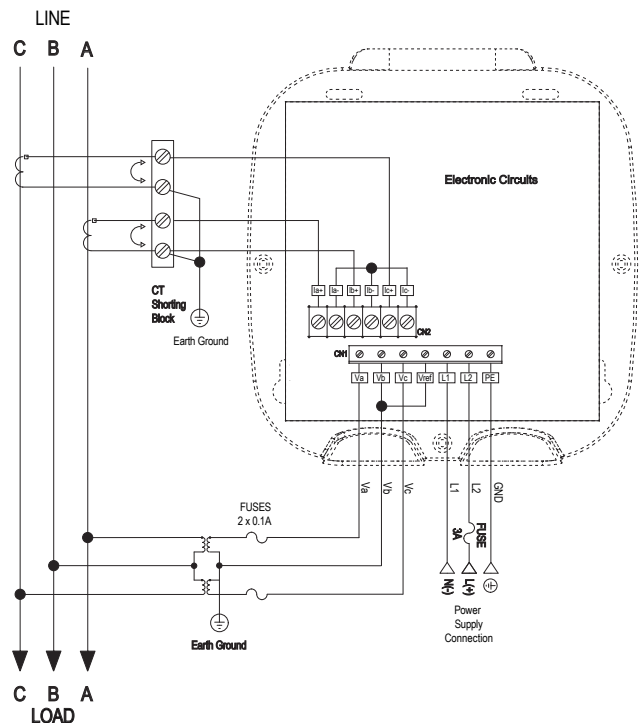 LINE
C B A
Electronic Circuits
CT
Shorting
Block
Earth Ground
Ia+ Ia- Ib+ Ib- Ic+ Ic-
CN2
CN1
Va Vb Vc Vref L1 L2 PE
Va Vb Vc L1 L2 GND
FUSES
2 x 0.1A
FUSE
3A
N(-) L(+)
Power
Supply
Connection
Earth Ground
C B A
LOAD